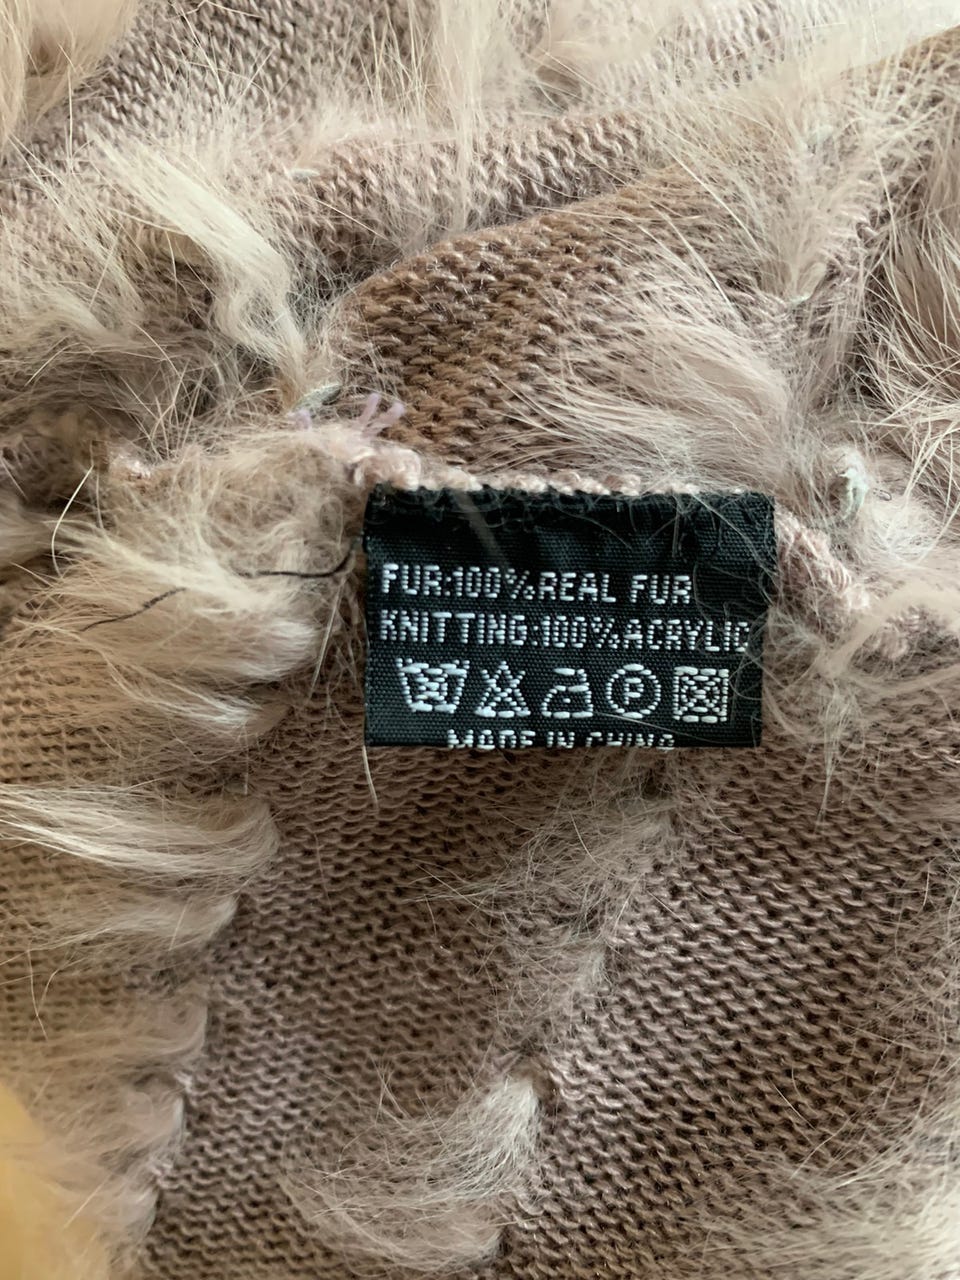 FUR:100%REAL FUR
KNITTING:100%ACRYLIC
P
MADE IN CHINA